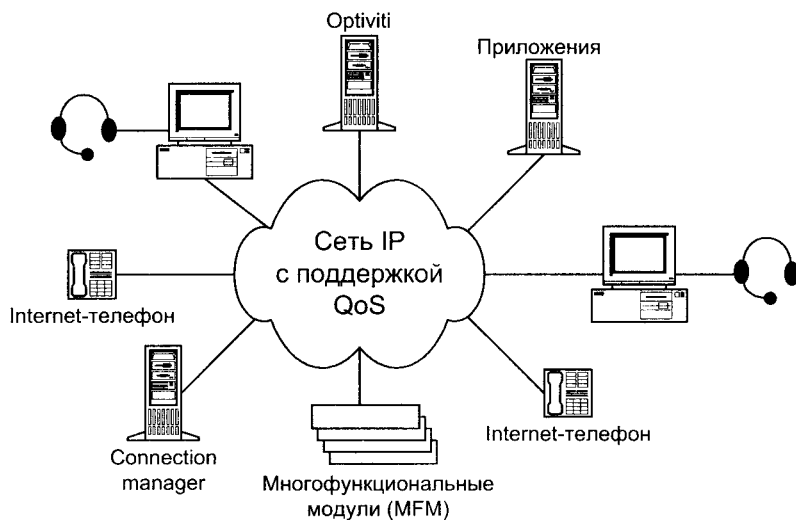 Optiviti
Приложения
Сеть IP
с поддержкой
QoS
Internet-телефон
Internet-телефон
Connection
manager
Многофункциональные
модули (MFM)